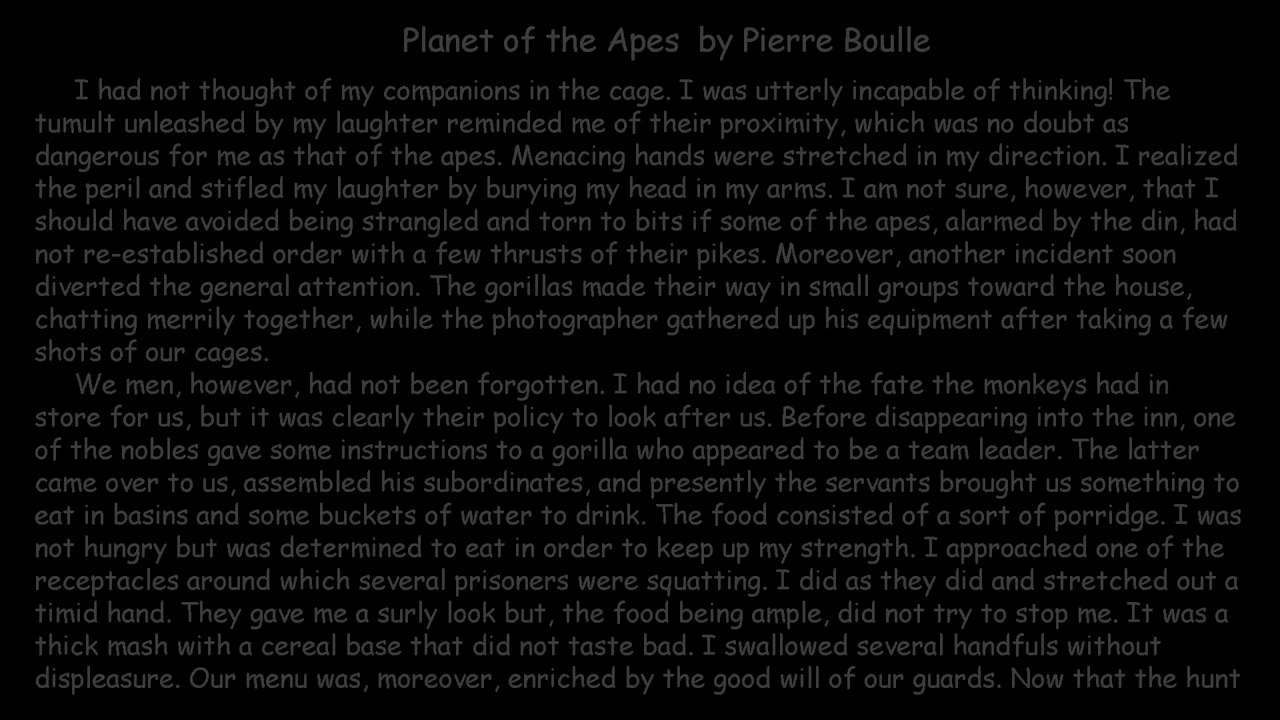 Planet of the Apes by Pierre Boulle
I had not thought of my companions in the cage. I was utterly incapable of thinking! The
tumult unleashed by my laughter reminded me of their proximity, which was no doubt as
dangerous for me as that of the apes. Menacing hands were stretched in my direction. I realized
the peril and stifled my laughter by burying my head in my arms. I am not sure, however, that I
should have avoided being strangled and torn to bits if some of the apes, alarmed by the din, had
not re-established order with a few thrusts of their pikes. Moreover, another incident soon
diverted the general attention. The gorillas made their way in small groups toward the house,
chatting merrily together, while the photographer gathered up his equipment after taking a few
shots of our cages.
We men, however, had not been forgotten. I had no idea of the fate the monkeys had in
store for us, but it was clearly their policy to look after us. Before disappearing into the inn, one
of the nobles gave some instructions to a gorilla who appeared to be a team leader. The latter
came over to us, assembled his subordinates, and presently the servants brought us something to
eat in basins and some buckets of water to drink. The food consisted of a sort of porridge. I was
not hungry but was determined to eat in order to keep up my strength. I approached one of the
receptacles around which several prisoners were squatting. I did as they did and stretched out a
timid hand. They gave me a surly look but, the food being ample, did not try to stop me. It was a
thick mash with a cereal base that did not taste bad. I swallowed several handfuls without
displeasure. Our menu was, moreover, enriched by the good will of our guards. Now that the hunt